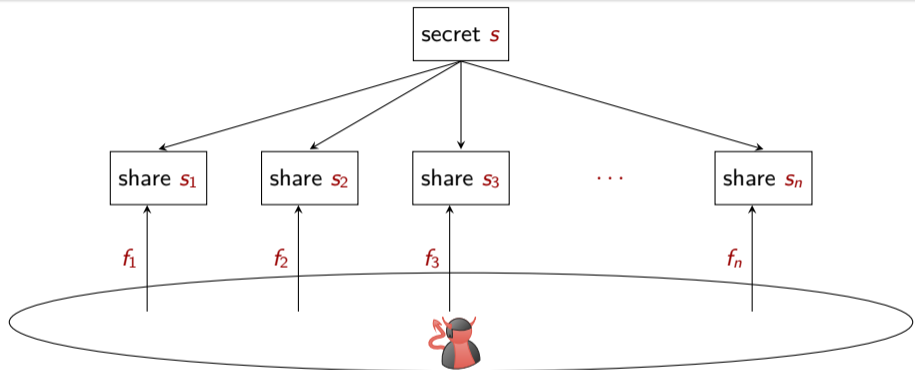 secret s
share s₁ share s₂ share s₃ ... share sₙ
f₁ f₂ f₃ fₙ